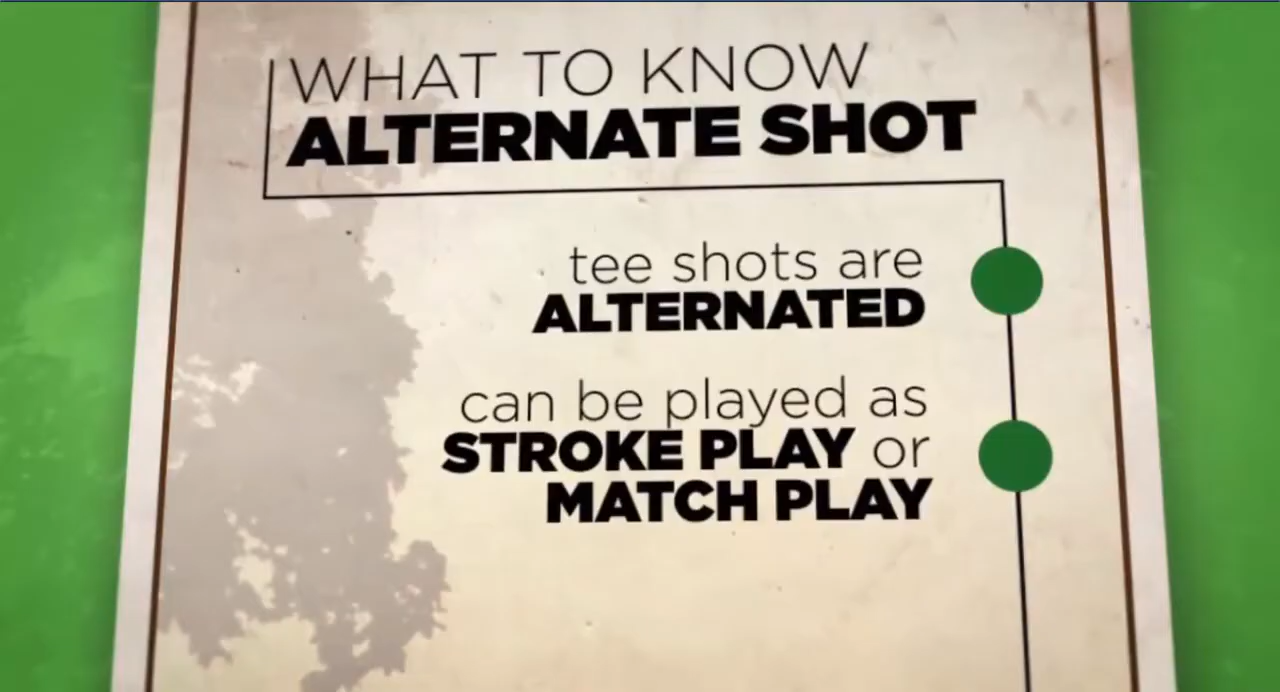 WHAT TO KNOW
ALTERNATE SHOT
tee shots are
ALTERNATED
can be played as
STROKE PLAY or
MATCH PLAY